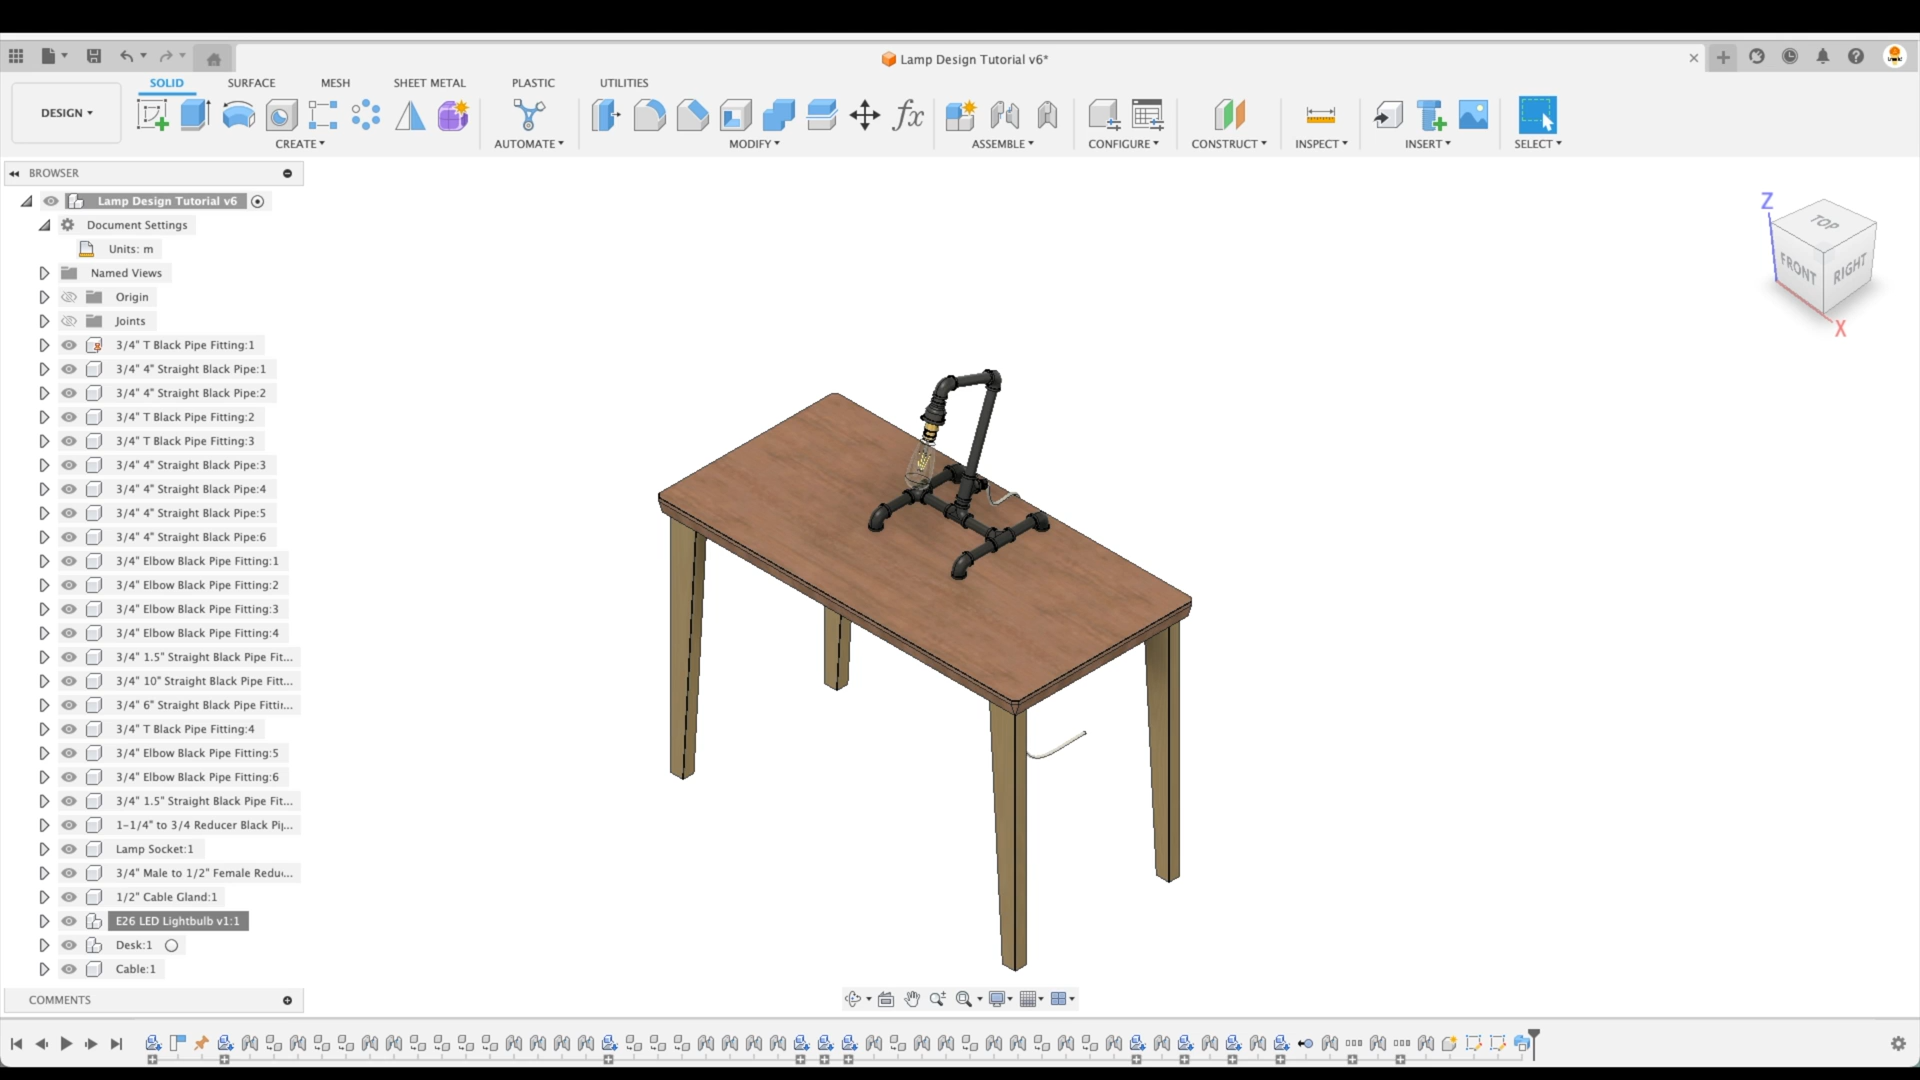 Lamp Design Tutorial v6*
SOLID
SURFACE
MESH
SHEET METAL
PLASTIC
UTILITIES
DESIGN
fx
CREATE
AUTOMATE
MODIFY
ASSEMBLE
CONFIGURE
CONSTRUCT
INSPECT
INSERT
SELECT
BROWSER
Lamp Design Tutorial v6
Document Settings
Units: m
Named Views
Origin
Joints
3/4" T Black Pipe Fitting:1
3/4" 4" Straight Black Pipe:1
3/4" 4" Straight Black Pipe:2
3/4" T Black Pipe Fitting:2
3/4" T Black Pipe Fitting:3
3/4" 4" Straight Black Pipe:3
3/4" 4" Straight Black Pipe:4
3/4" 4" Straight Black Pipe:5
3/4" 4" Straight Black Pipe:6
3/4" Elbow Black Pipe Fitting:1
3/4" Elbow Black Pipe Fitting:2
3/4" Elbow Black Pipe Fitting:3
3/4" Elbow Black Pipe Fitting:4
3/4" 1.5" Straight Black Pipe Fit...
3/4" 10" Straight Black Pipe Fitt...
3/4" 6" Straight Black Pipe Fittin...
3/4" T Black Pipe Fitting:4
3/4" Elbow Black Pipe Fitting:5
3/4" Elbow Black Pipe Fitting:6
3/4" 1.5" Straight Black Pipe Fit...
1-1/4" to 3/4 Reducer Black Pip...
Lamp Socket:1
3/4" Male to 1/2" Female Redu...
1/2" Cable Gland:1
E26 LED Lightbulb v1:1
Desk:1
Cable:1
COMMENTS
Z
TOP
FRONT
RIGHT
X